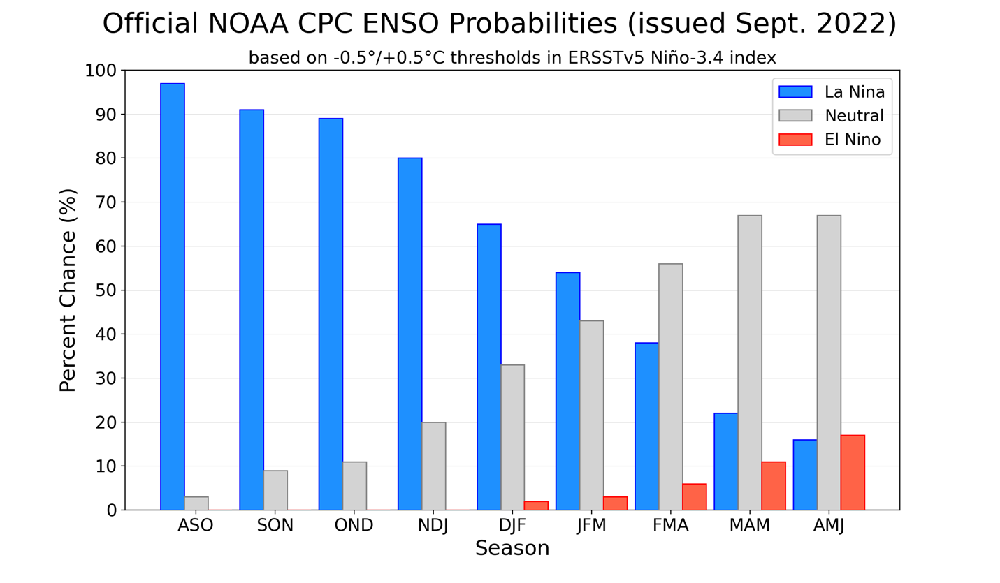 Official NOAA CPC ENSO Probabilities (issued Sept. 2022)
based on -0.5°/+0.5°C thresholds in ERSSTv5 Niño-3.4 index
La Nina
Neutral
El Nino
Percent Chance (%)
100
90
80
70
60
50
40
30
20
10
0
ASO SON OND NDJ DJF JFM FMA MAM AMJ
Season